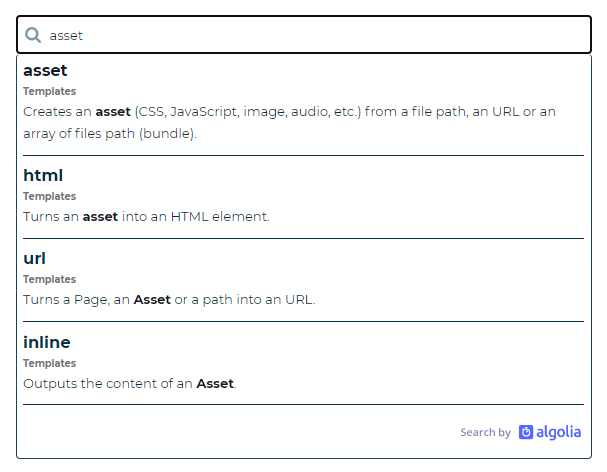 asset
asset
Templates
Creates an asset (CSS, JavaScript, image, audio, etc.) from a file path, an URL or an
array of files path (bundle).
html
Templates
Turns an asset into an HTML element.
url
Templates
Turns a Page, an Asset or a path into an URL.
inline
Templates
Outputs the content of an Asset.
Search by algolia